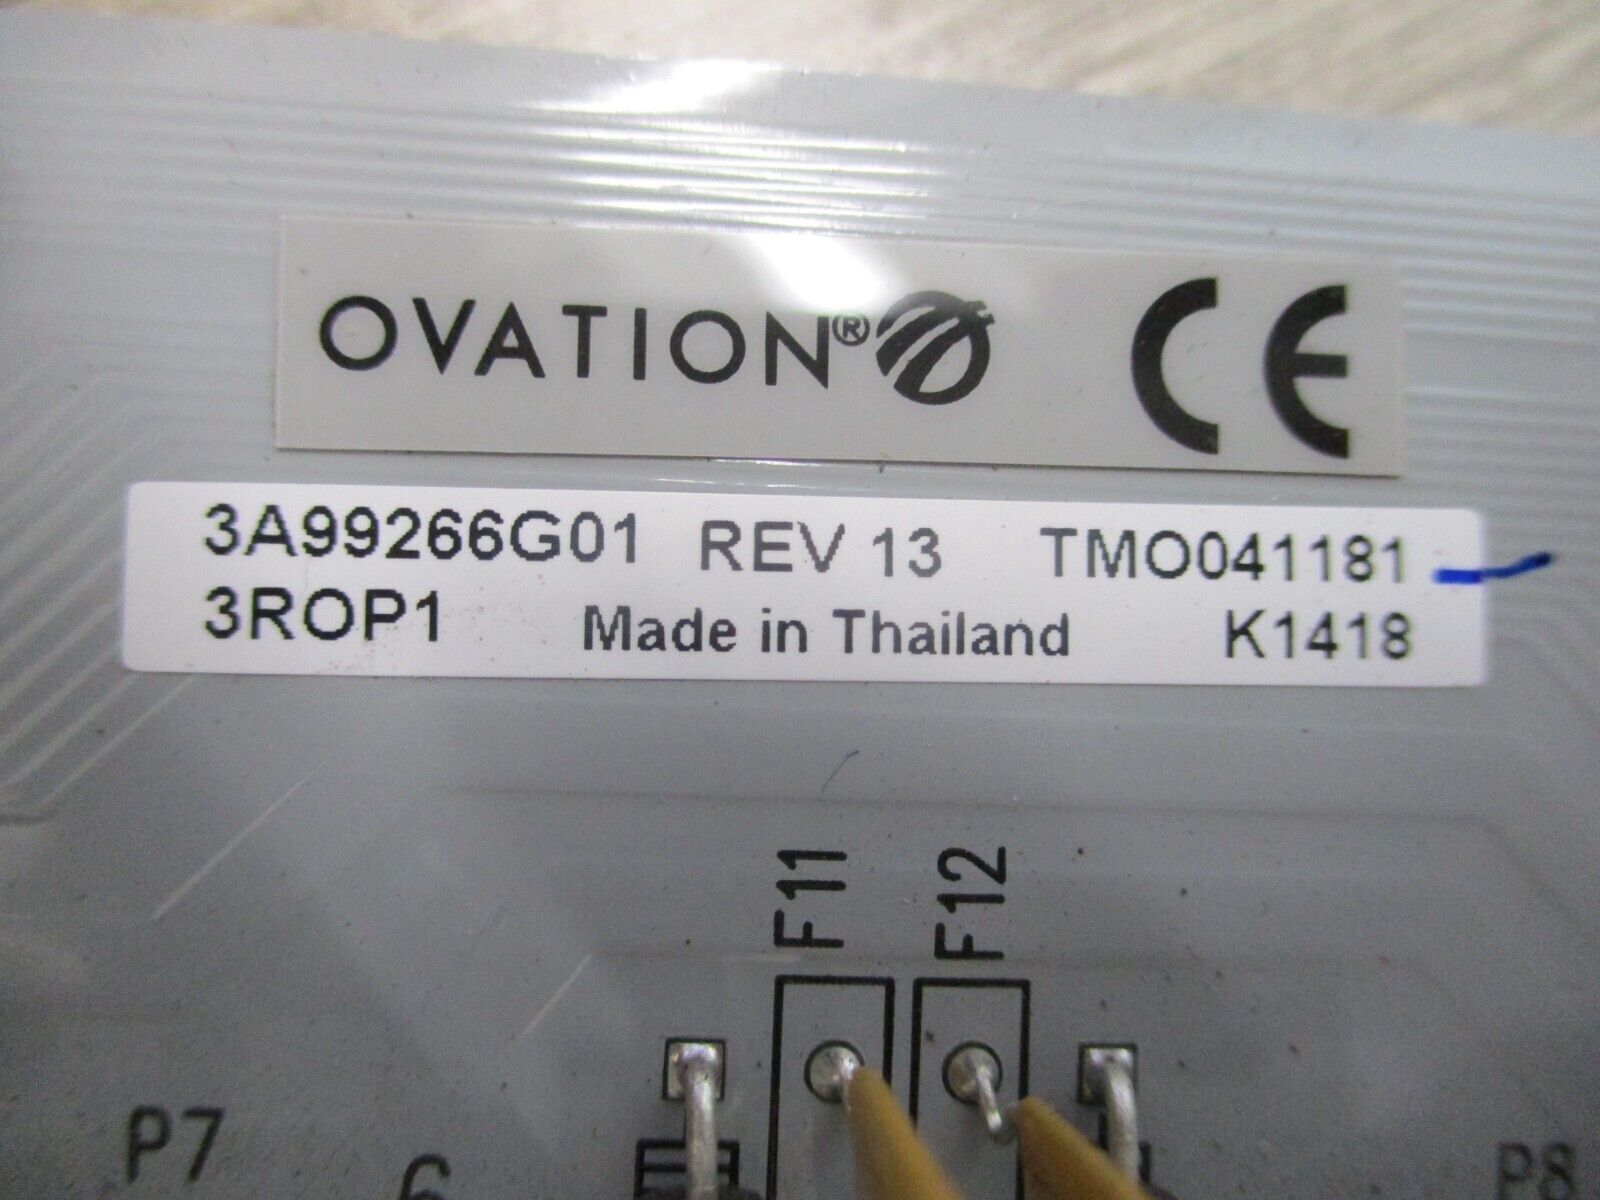 OVATION®
CE
3A99266G01 REV 13 TMO041181
3ROP1 Made in Thailand K1418
F11
F12
P7
6
P8